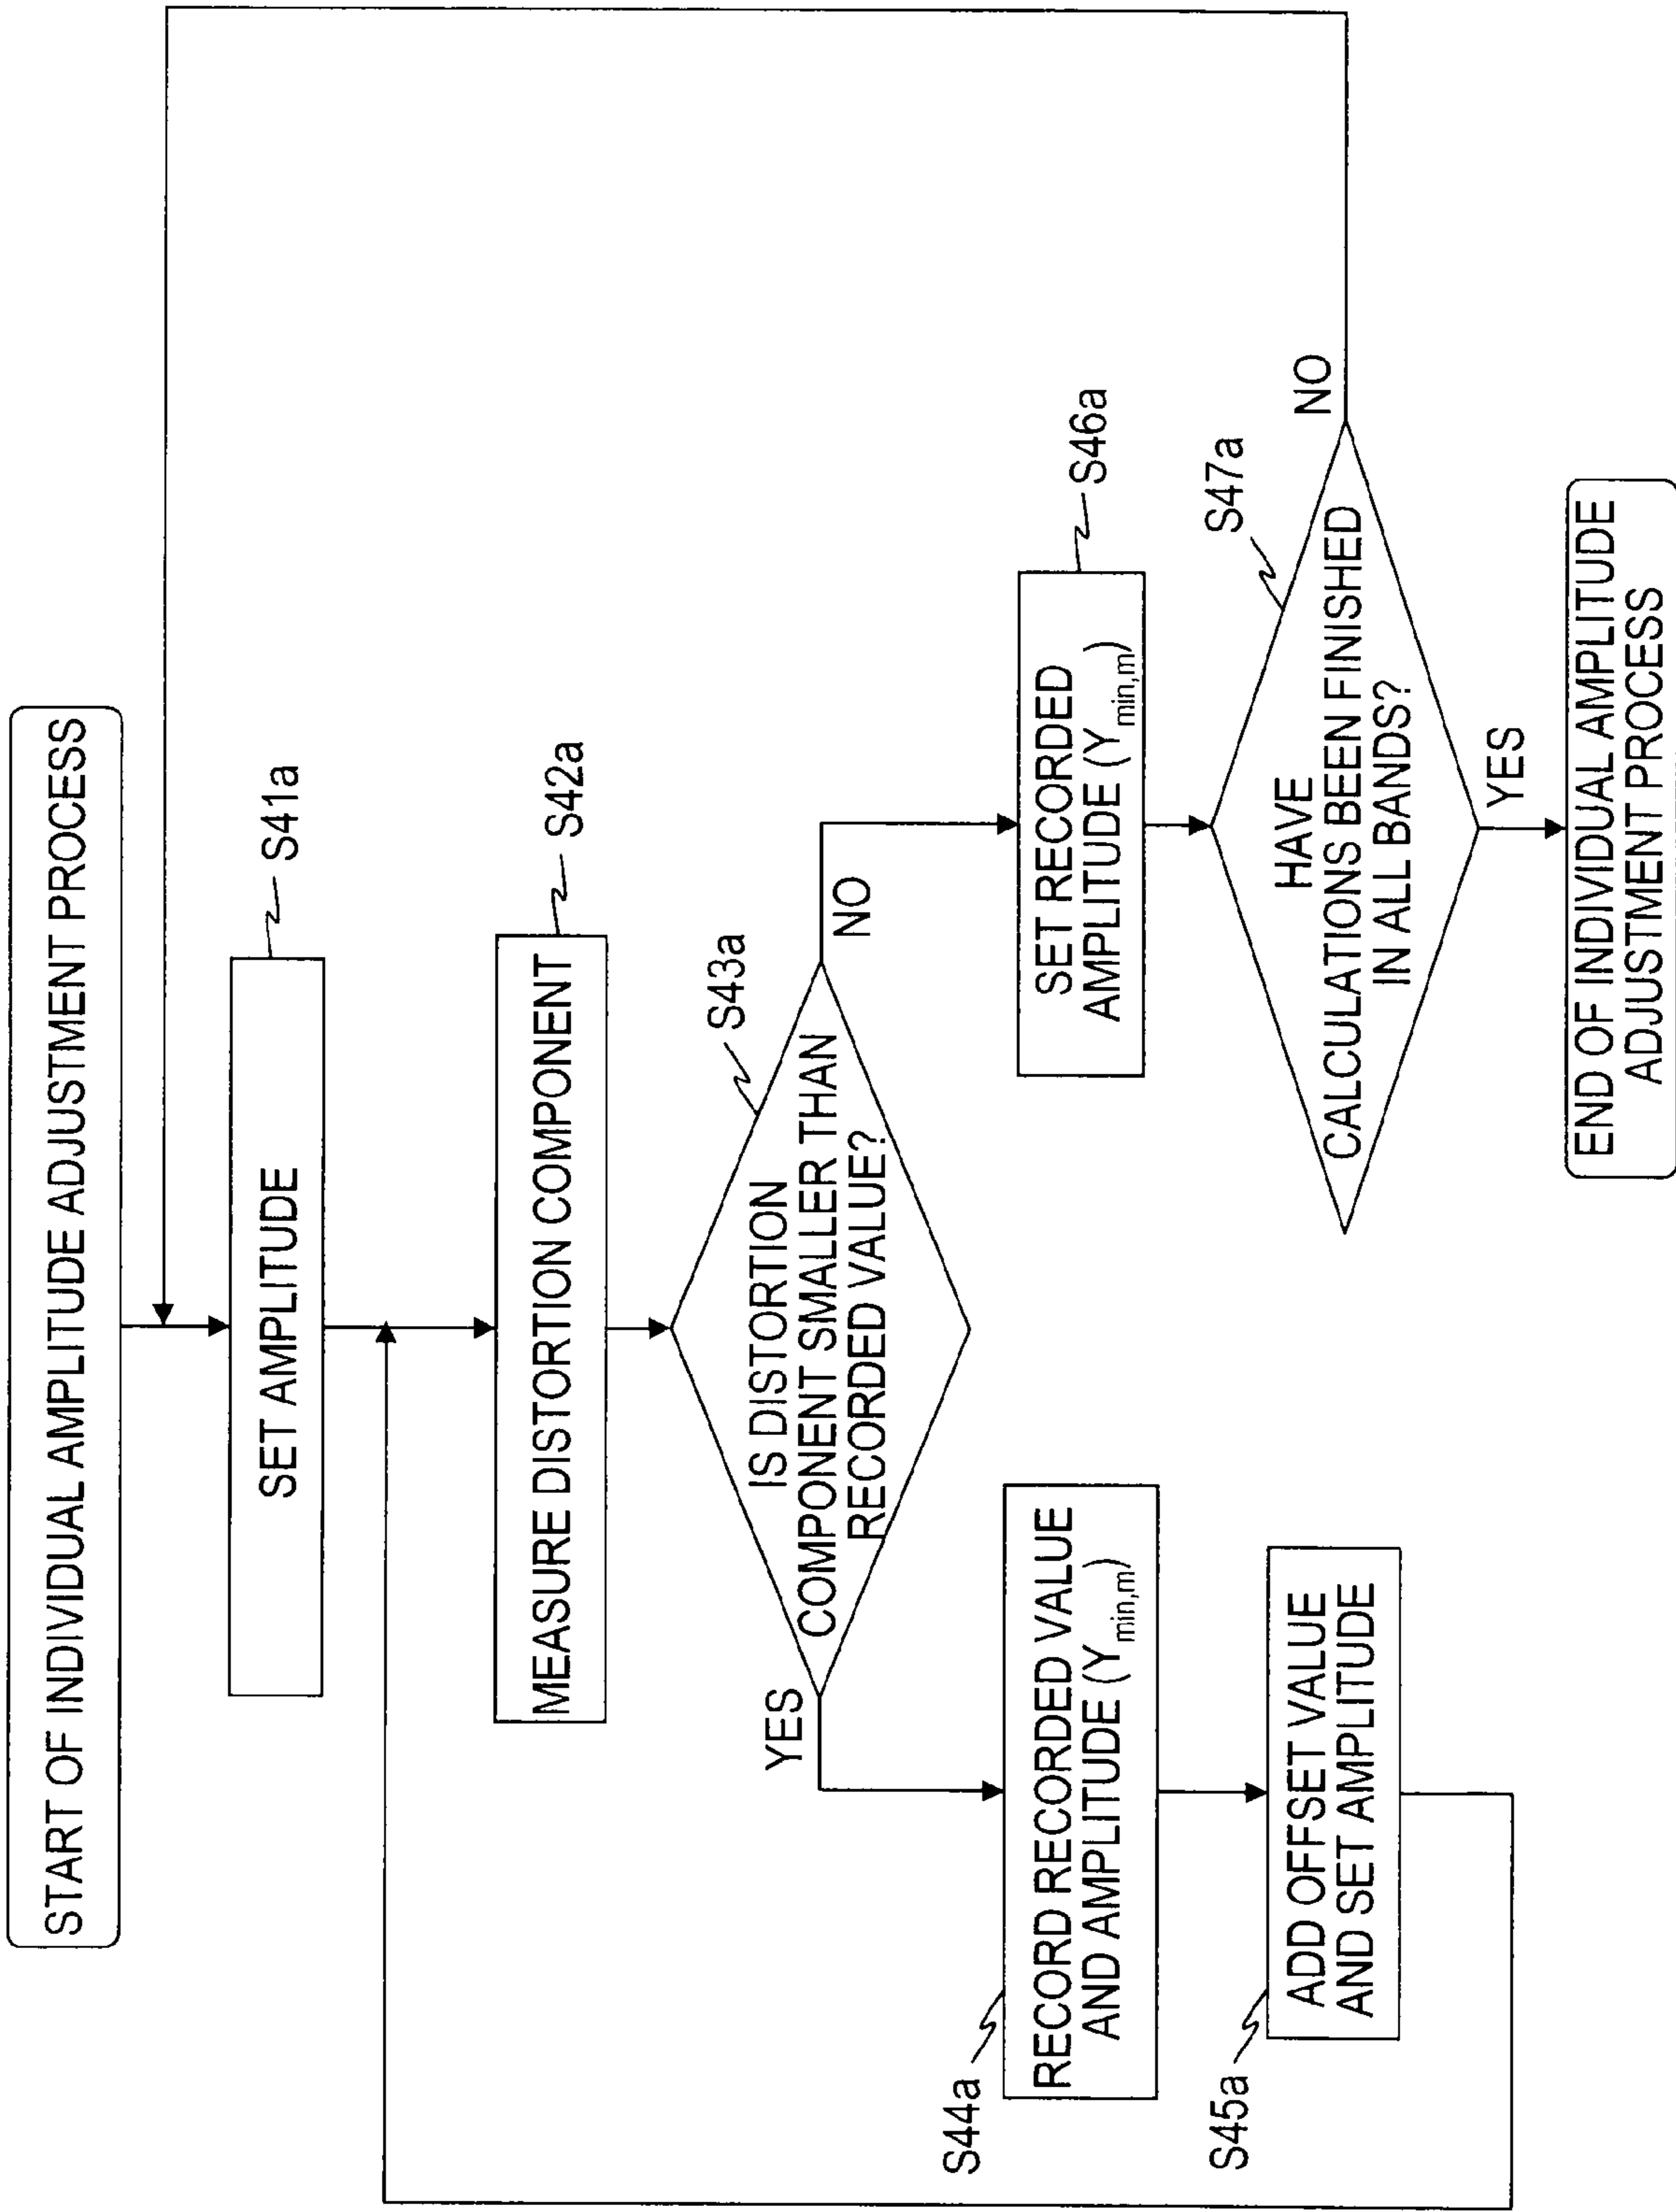 START OF INDIVIDUAL AMPLITUDE ADJUSTMENT PROCESS
SET AMPLITUDE
S41a
MEASURE DISTORTION COMPONENT
S42a
IS DISTORTION
COMPONENT SMALLER THAN
RECORDED VALUE?
S43a
YES
NO
S44a
RECORD RECORDED VALUE
AND AMPLITUDE (Ymin,m)
S45a
ADD OFFSET VALUE
AND SET AMPLITUDE
SET RECORDED
AMPLITUDE (Ymin,m)
S46a
HAVE
CALCULATIONS BEEN FINISHED
IN ALL BANDS?
S47a
NO
YES
END OF INDIVIDUAL AMPLITUDE
ADJUSTMENT PROCESS